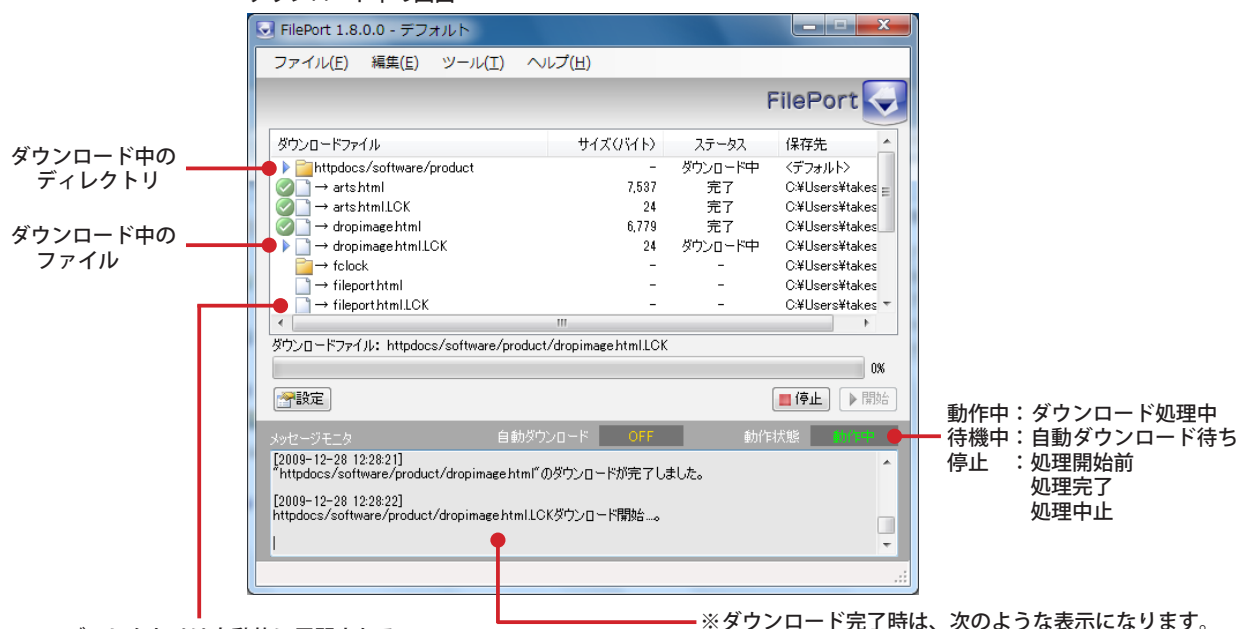 FilePort 1.8.0.0 - デフォルト
ファイル(F) 編集(E) ツール(T) ヘルプ(H)
FilePort
ダウンロードファイル サイズ(バイト) ステータス 保存先
httpdocs/software/product - ダウンロード中 <デフォルト>
→ arts.html 7,537 完了 C:¥Users¥takes
→ arts.html.LCK 24 完了 C:¥Users¥takes
→ dropimage.html 6,779 完了 C:¥Users¥takes
→ dropimage.html.LCK 24 ダウンロード中 C:¥Users¥takes
→ fclock - - C:¥Users¥takes
→ fileport.html - - C:¥Users¥takes
→ fileport.html.LCK - - C:¥Users¥takes
ダウンロード中の
ディレクトリ
ダウンロード中の
ファイル
ダウンロードファイル: httpdocs/software/product/dropimage.html.LCK
0%
設定 停止 開始
メッセージモニタ 自動ダウンロード OFF 動作状態 動作中
[2009-12-28 12:28:21]
"httpdocs/software/product/dropimage.html"のダウンロードが完了しました。
[2009-12-28 12:28:22]
httpdocs/software/product/dropimage.html.LCKダウンロード開始...。
動作中：ダウンロード処理中
待機中：自動ダウンロード待ち
停止　：処理開始前
処理完了
処理中止
※ダウンロード完了時は、次のような表示になります。